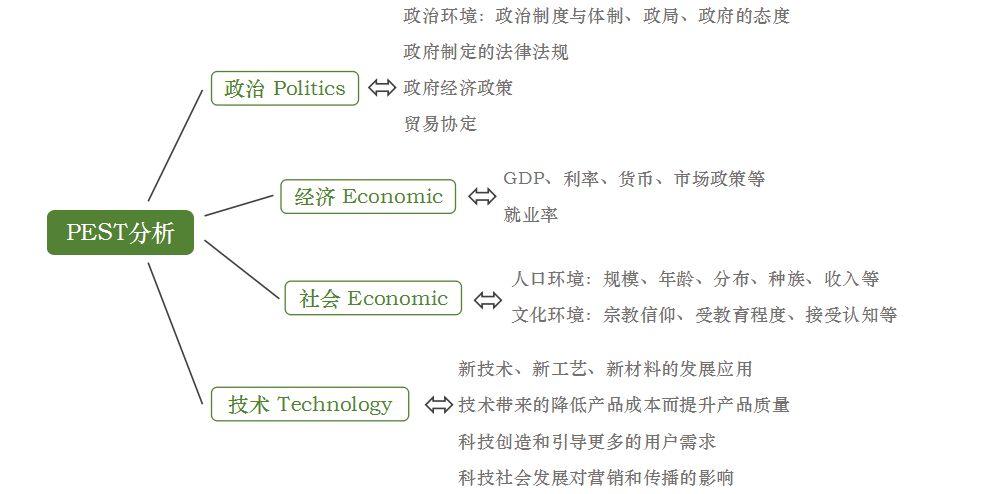 PEST分析
政治 Politics
政治环境：政治制度与体制、政局、政府的态度
政府制定的法律法规
政府经济政策
贸易协定
经济 Economic
GDP、利率、货币、市场政策等
就业率
社会 Economic
人口环境：规模、年龄、分布、种族、收入等
文化环境：宗教信仰、受教育程度、接受认知等
技术 Technology
新技术、新工艺、新材料的发展应用
技术带来的降低产品成本而提升产品质量
科技创造和引导更多的用户需求
科技社会发展对营销和传播的影响